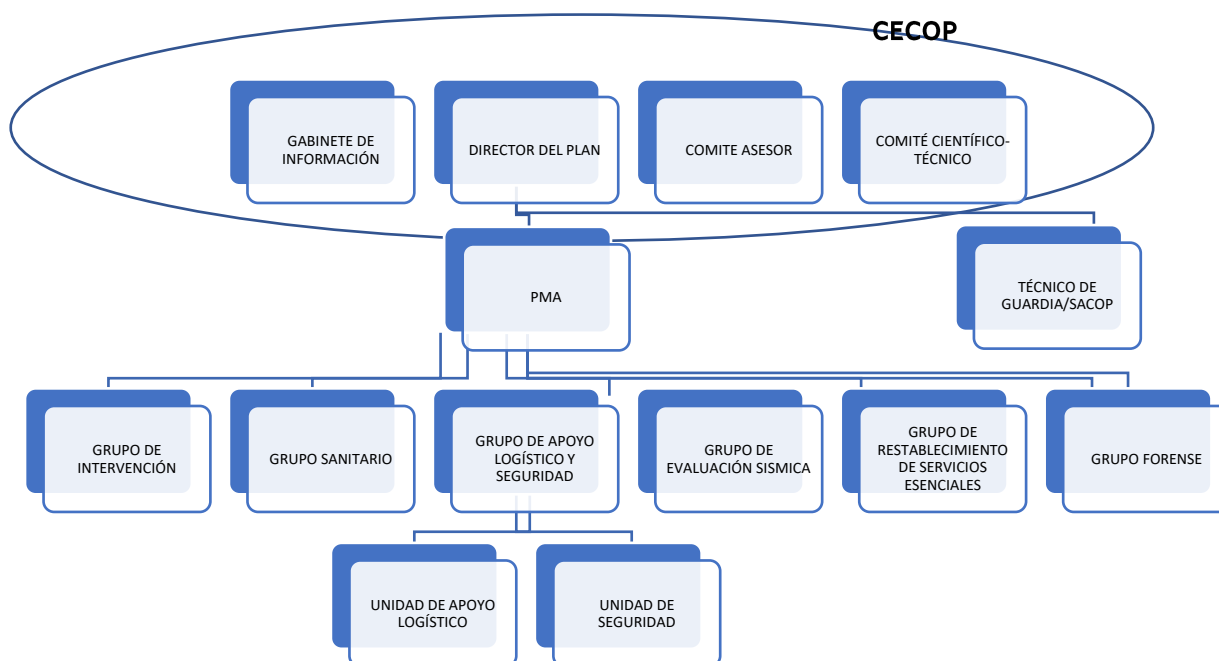 CECOP
GABINETE DE
INFORMACIÓN
DIRECTOR DEL PLAN
COMITE ASESOR
COMITÉ CIENTÍFICO-
TÉCNICO
PMA
TÉCNICO DE
GUARDIA/SACOP
GRUPO DE
INTERVENCIÓN
GRUPO SANITARIO
GRUPO DE APOYO
LOGÍSTICO Y
SEGURIDAD
GRUPO DE
EVALUACIÓN SISMICA
GRUPO DE
RESTABLECIMIENTO
DE SERVICIOS
ESENCIALES
GRUPO FORENSE
UNIDAD DE APOYO
LOGÍSTICO
UNIDAD DE
SEGURIDAD